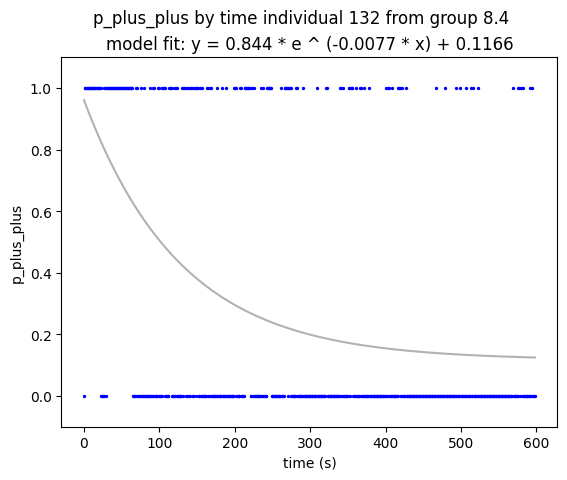 p_plus_plus by time individual 132 from group 8.4
model fit: y = 0.844 * e ^ (-0.0077 * x) + 0.1166
1.0
0.8
0.6
0.4
0.2
0.0
p_plus_plus
0 100 200 300 400 500 600
time (s)